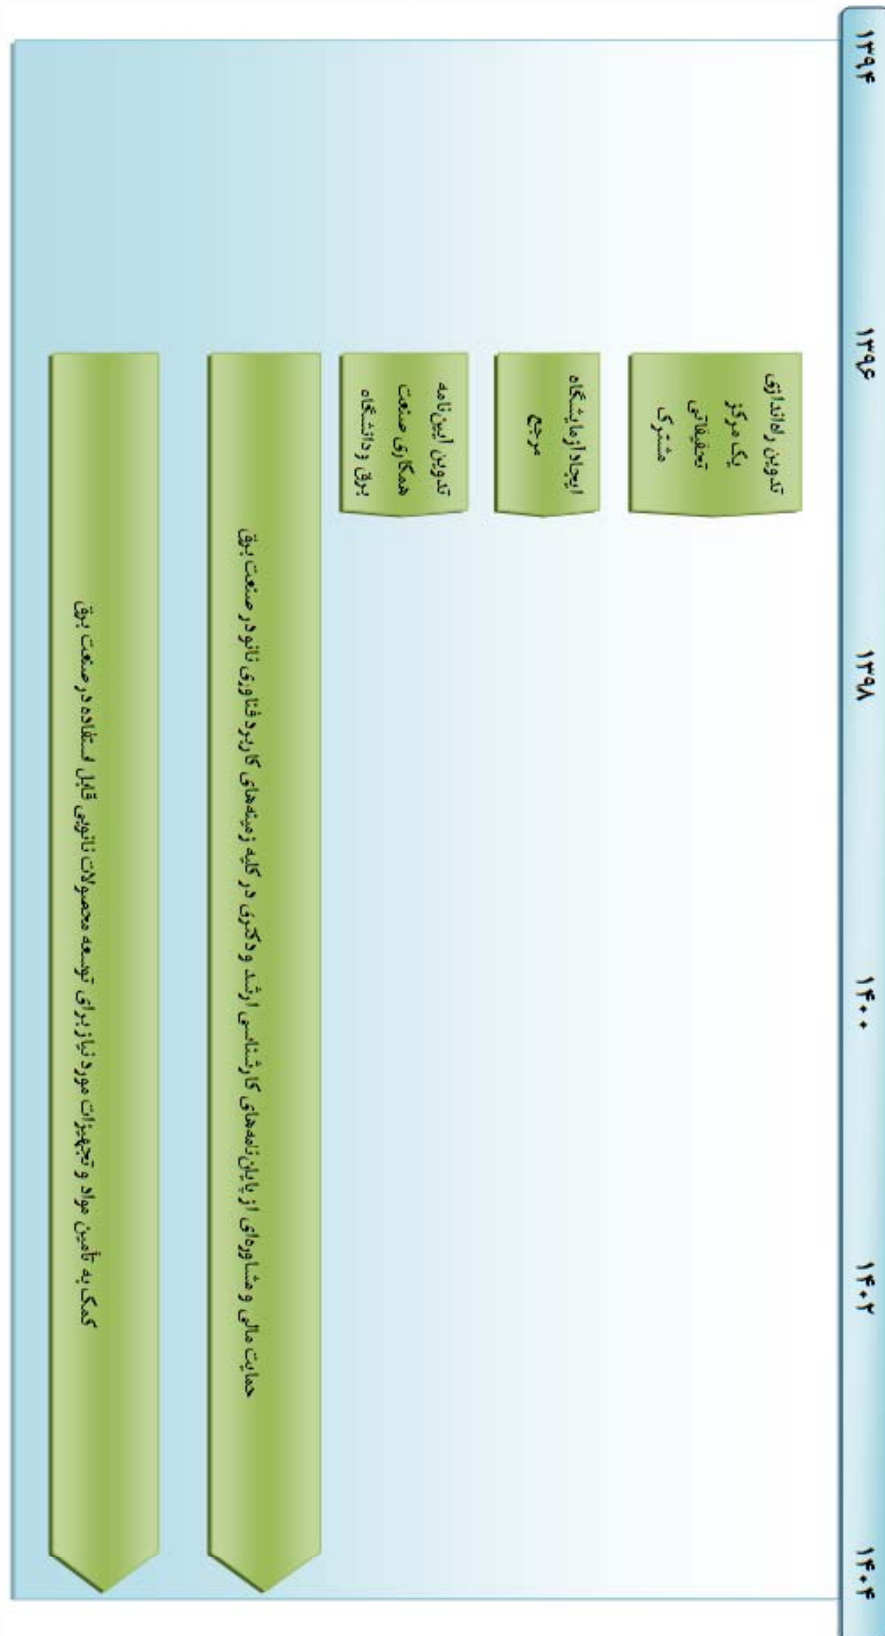 ۱۳۹۴
۱۳۹۶
۱۳۹۸
۱۴۰۰
۱۴۰۲
۱۴۰۴
تدوین راه‌اندازی
یک مرکز
تحقیقاتی
مشترک
ایجاد آزمایشگاه
مرجع
تدوین آیین‌نامه
همکاری صنعت
برق و دانشگاه
حمایت مالی و مشاوره‌ای از پایان‌نامه‌های کارشناسی ارشد و دکتری در کلیه زمینه‌های کاربرد فناوری نانو در صنعت برق
کمک به تأمین مواد و تجهیزات مورد نیاز برای توسعه محصولات نانویی قابل استفاده در صنعت برق